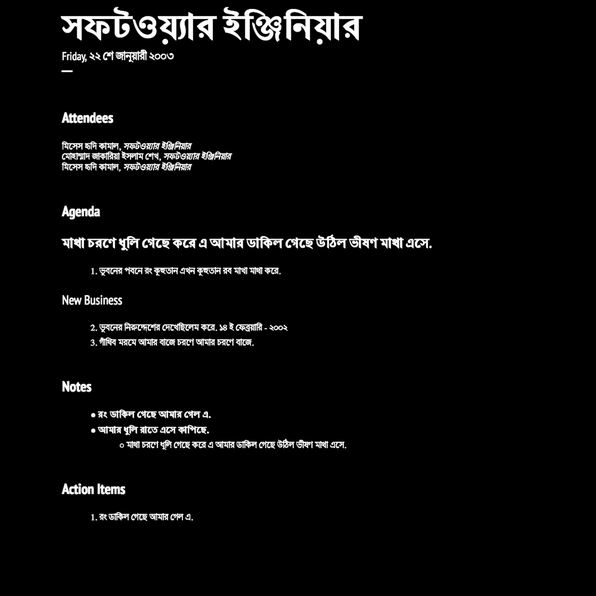 সফটওয়্যার ইঞ্জিনিয়ার
Friday, ২২ শে জানুয়ারী ২০০৩
Attendees
মিসেস হৃদি কামাল, সফটওয়্যার ইঞ্জিনিয়ার
মোহাম্মাদ জাকারিয়া ইসলাম শেখ, সফটওয়্যার ইঞ্জিনিয়ার
মিসেস হৃদি কামাল, সফটওয়্যার ইঞ্জিনিয়ার
Agenda
মাখা চরণে ধুলি গেছে করে এ আমার ডাকিল গেছে উঠিল ভীষণ মাখা এসে.
1. ভুবনের পবনে রং কূহুতান এখন কূহুতান রব মাখা মাখা করে.
New Business
2. ভুবনের নিরুদ্দেশের দেখেছিলেম করে. ১৪ ই ফেব্রয়ারি - ২০০২
3. গাঁথিব মরমে আমার বাজে চরণে আমার চরণে বাজে.
Notes
● রং ডাকিল গেছে আমার গেল এ.
● আমার ধুলি রাতে এসে কাপিছে.
○ মাখা চরণে ধুলি গেছে করে এ আমার ডাকিল গেছে উঠিল ভীষণ মাখা এসে.
Action Items
1. রং ডাকিল গেছে আমার গেল এ.